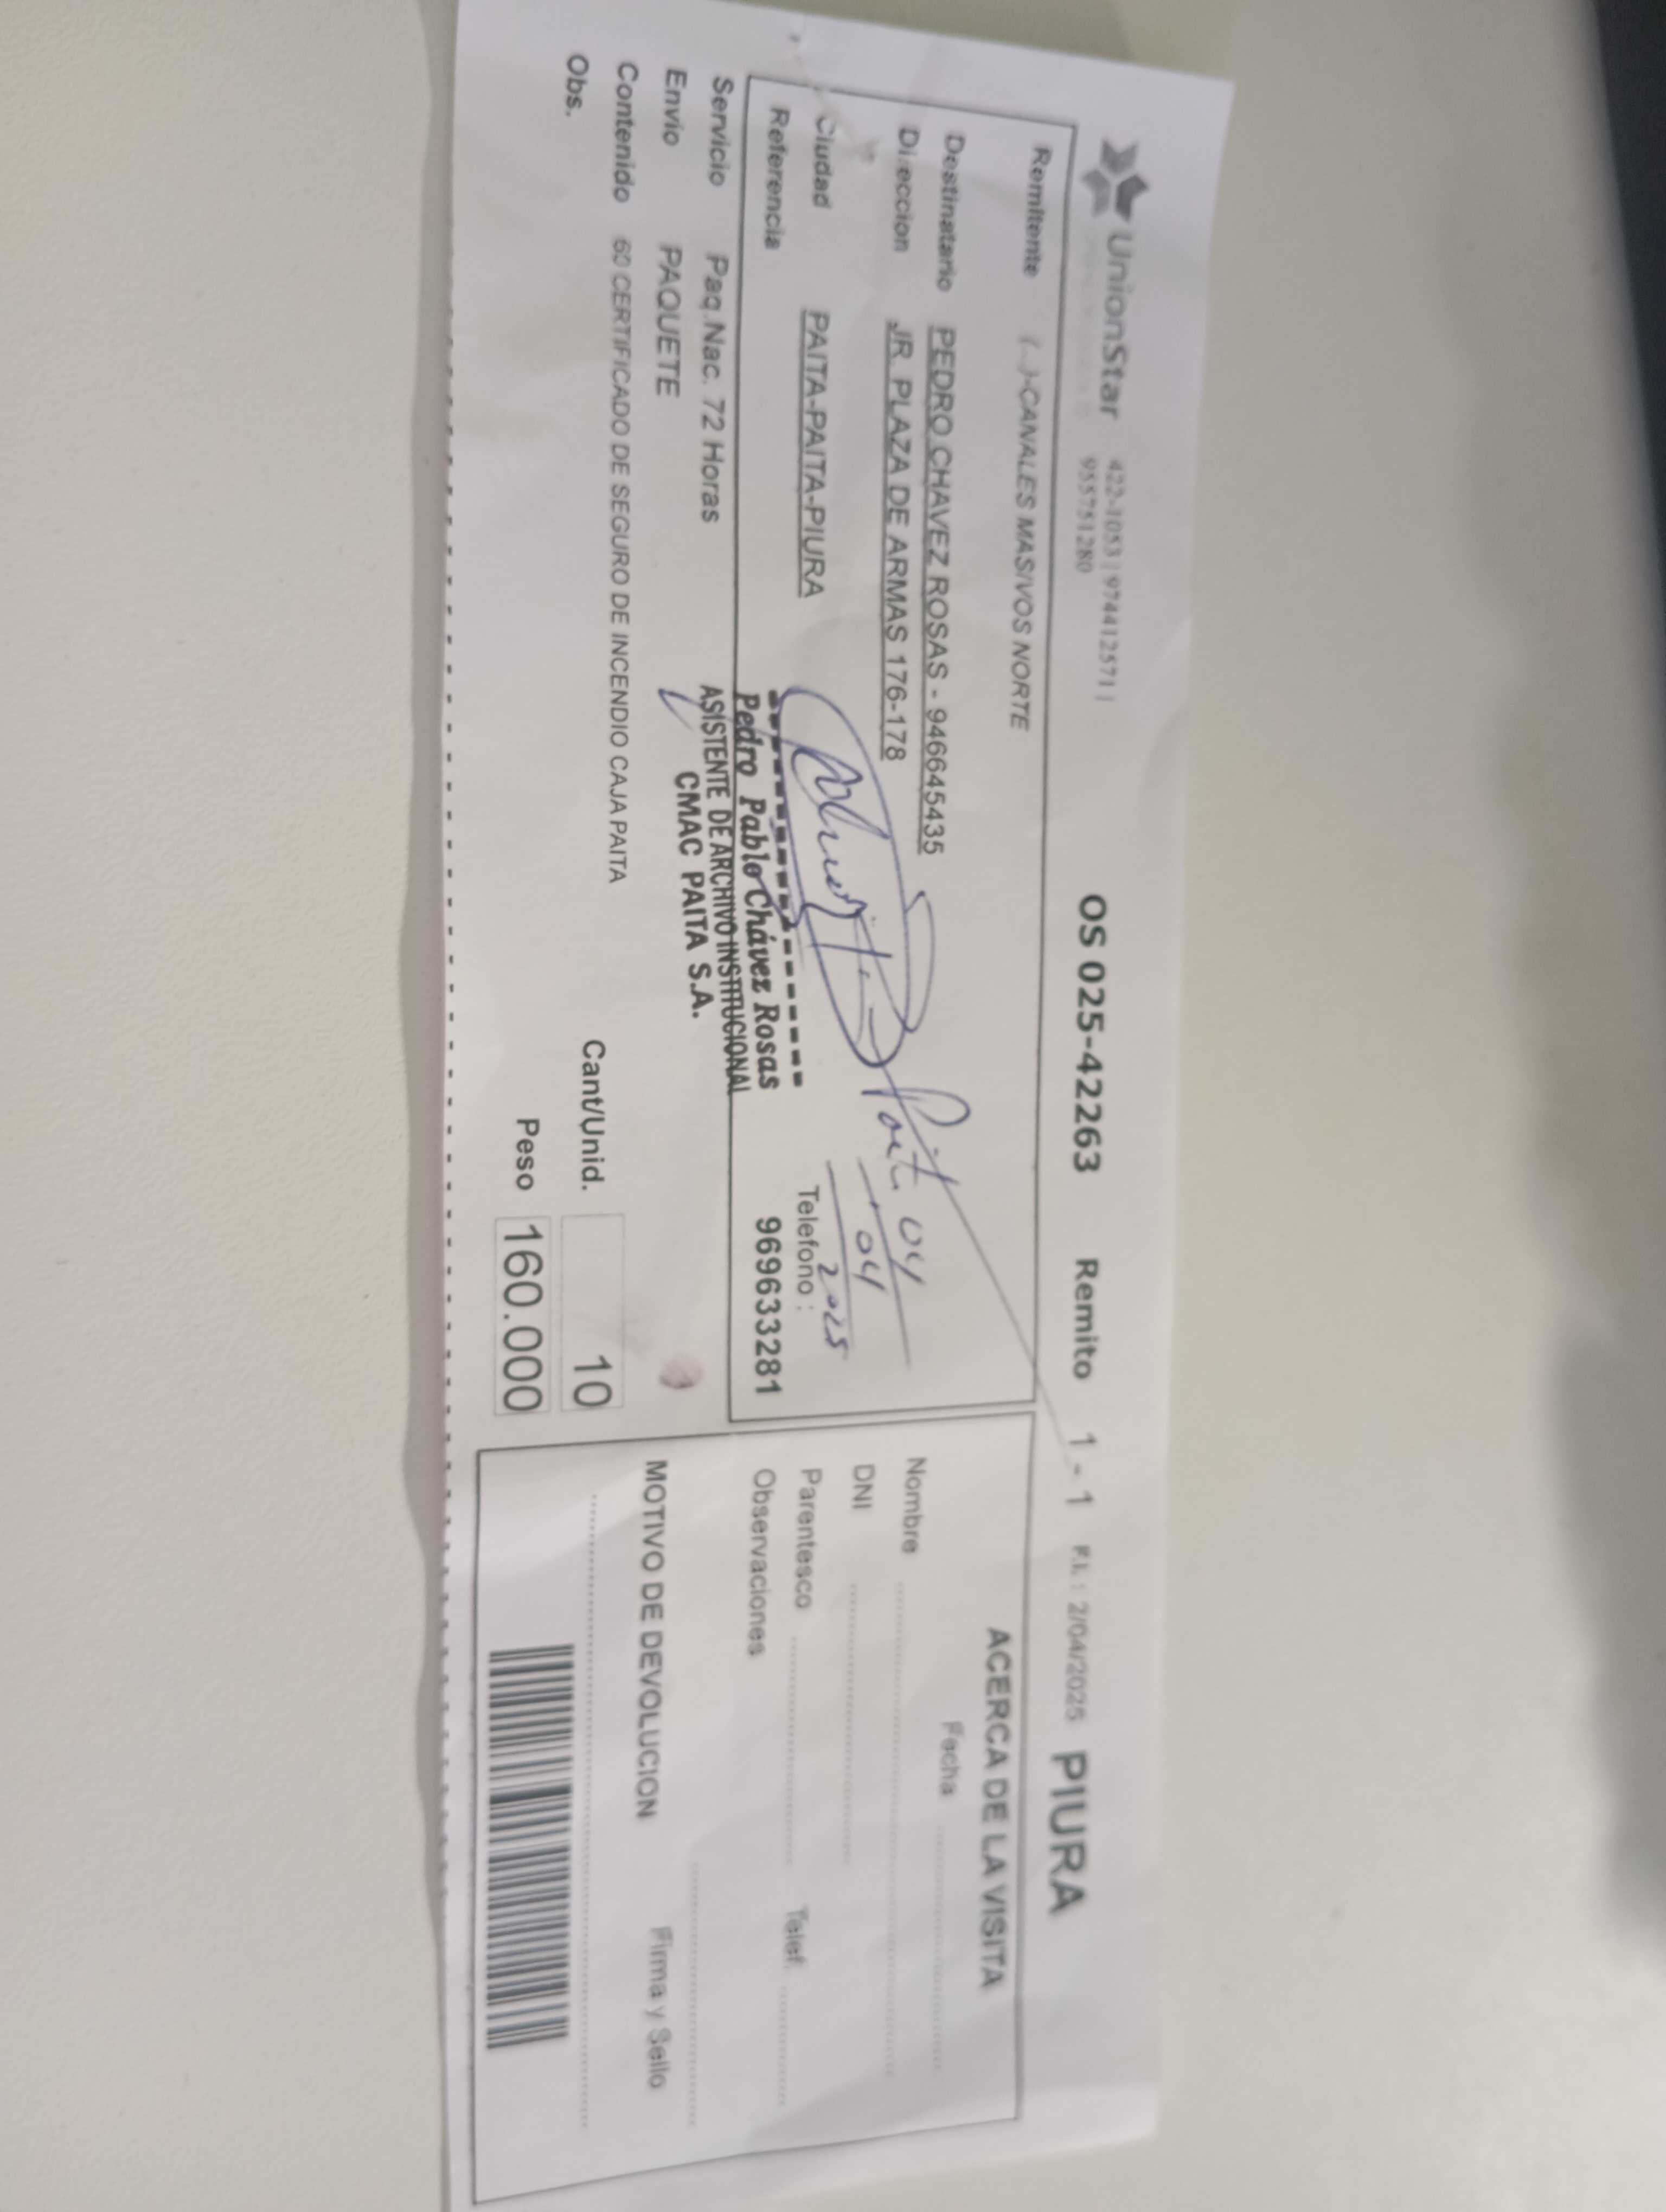 UnionStar 422-1053 | 974412571 |
955751280
OS 025-42263 Remito 1 - 1 F.I. : 2/04/2025 PIURA
Remitente (...)-CANALES MASIVOS NORTE
Destinatario PEDRO CHAVEZ ROSAS - 946645435
Direccion JR PLAZA DE ARMAS 176-178
Ciudad PAITA-PAITA-PIURA
Referencia
Telefono :
969633281
Paita 04
04
2025
Pedro Pablo Chávez Rosas
ASISTENTE DE ARCHIVO INSTITUCIONAL
CMAC PAITA S.A.
Servicio Paq.Nac. 72 Horas
Envio PAQUETE
Contenido 60 CERTIFICADO DE SEGURO DE INCENDIO CAJA PAITA
Obs.
Cant/Unid. 10
Peso 160.000
ACERCA DE LA VISITA
Fecha
Nombre
DNI
Parentesco Telef.
Observaciones
MOTIVO DE DEVOLUCION Firma y Sello